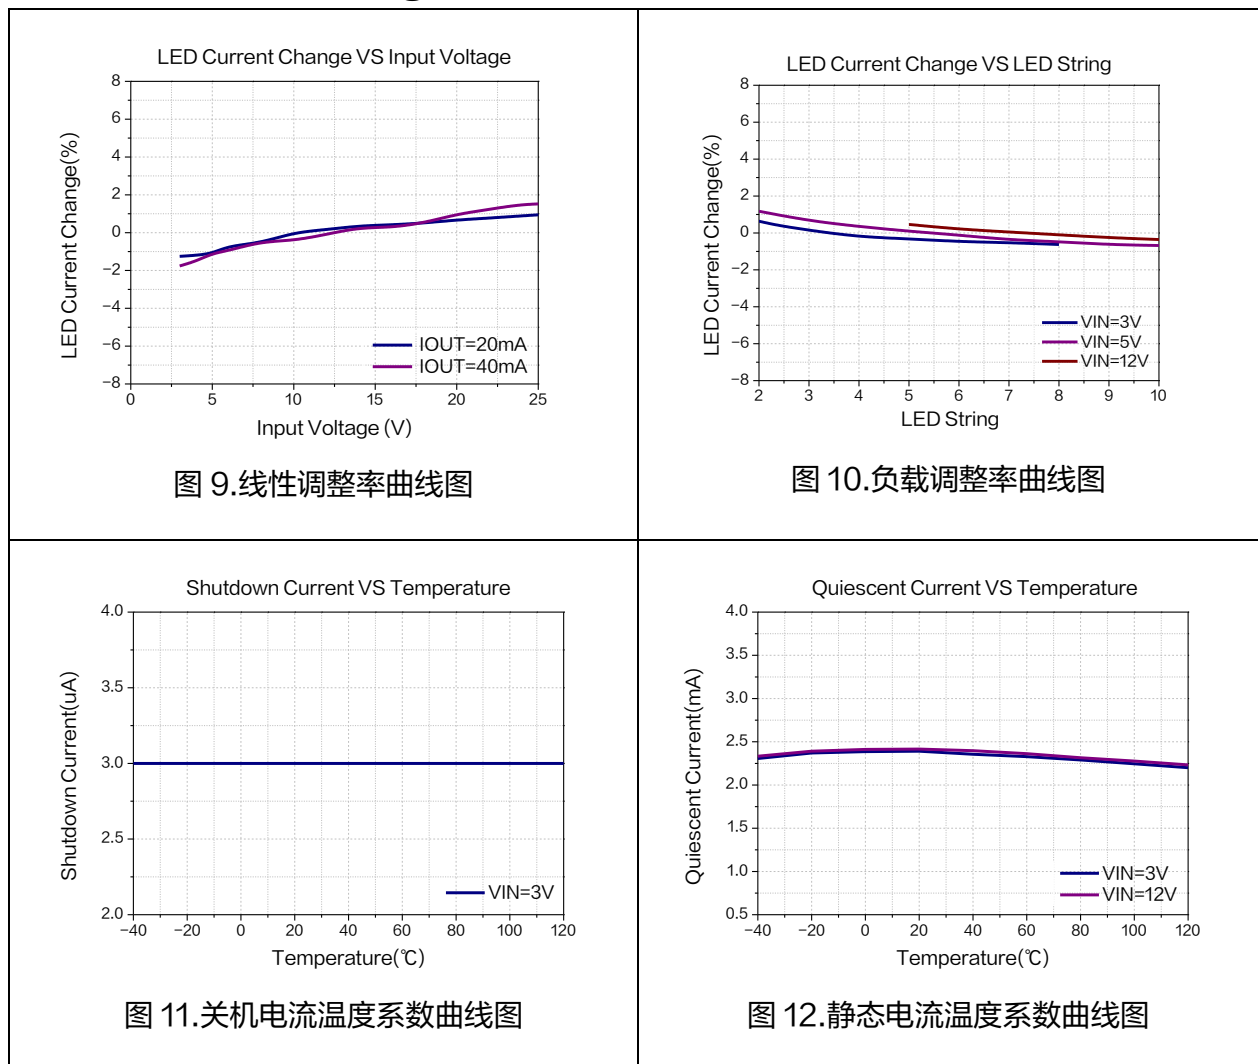 LED Current Change VS Input Voltage
8
6
4
2
0
−2
−4
−6
−8
LED Current Change(%)
IOUT=20mA
IOUT=40mA
0 5 10 15 20 25
Input Voltage (V)
图 9.线性调整率曲线图
LED Current Change VS LED String
8
6
4
2
0
−2
−4
−6
−8
LED Current Change(%)
VIN=3V
VIN=5V
VIN=12V
2 3 4 5 6 7 8 9 10
LED String
图 10.负载调整率曲线图
Shutdown Current VS Temperature
4.0
3.5
3.0
2.5
2.0
Shutdown Current(uA)
VIN=3V
−40 −20 0 20 40 60 80 100 120
Temperature(℃)
图 11.关机电流温度系数曲线图
Quiescent Current VS Temperature
4.0
3.5
3.0
2.5
2.0
1.5
1.0
0.5
Quiescent Current(mA)
VIN=3V
VIN=12V
−40 −20 0 20 40 60 80 100 120
Temperature(℃)
图 12.静态电流温度系数曲线图